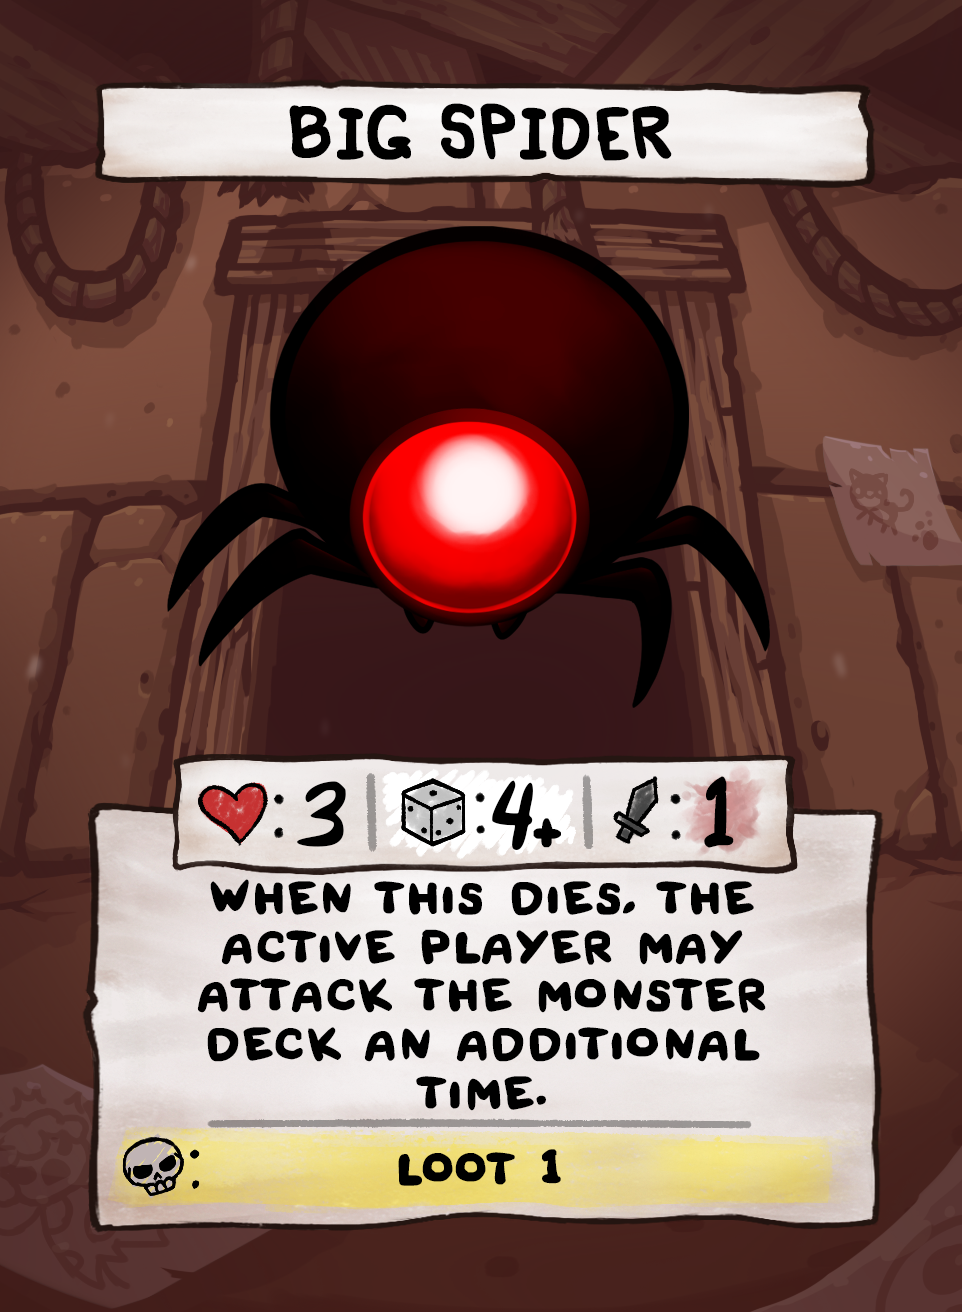 BIG SPIDER
: 3 | : 4+ | : 1
WHEN THIS DIES, THE
ACTIVE PLAYER MAY
ATTACK THE MONSTER
DECK AN ADDITIONAL
TIME.
: LOOT 1